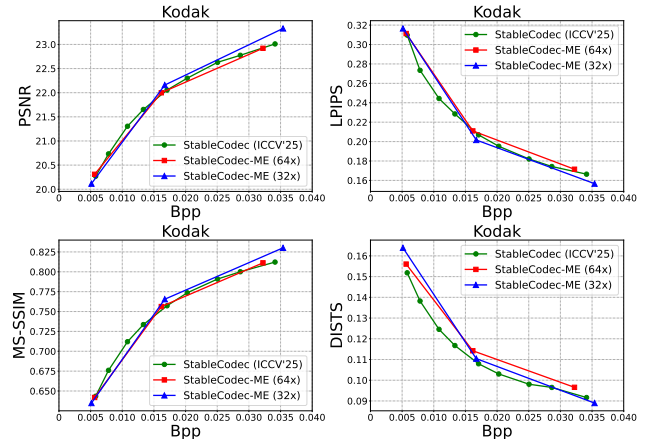 Kodak
PSNR
23.0
22.5
22.0
21.5
21.0
20.5
20.0
StableCodec (ICCV'25)
StableCodec-ME (64x)
StableCodec-ME (32x)
0 0.005 0.010 0.015 0.020 0.025 0.030 0.035 0.040
Bpp
Kodak
LPIPS
0.32
0.30
0.28
0.26
0.24
0.22
0.20
0.18
0.16
StableCodec (ICCV'25)
StableCodec-ME (64x)
StableCodec-ME (32x)
0 0.005 0.010 0.015 0.020 0.025 0.030 0.035 0.040
Bpp
Kodak
MS-SSIM
0.825
0.800
0.775
0.750
0.725
0.700
0.675
0.650
StableCodec (ICCV'25)
StableCodec-ME (64x)
StableCodec-ME (32x)
0 0.005 0.010 0.015 0.020 0.025 0.030 0.035 0.040
Bpp
Kodak
DISTS
0.16
0.15
0.14
0.13
0.12
0.11
0.10
0.09
StableCodec (ICCV'25)
StableCodec-ME (64x)
StableCodec-ME (32x)
0 0.005 0.010 0.015 0.020 0.025 0.030 0.035 0.040
Bpp